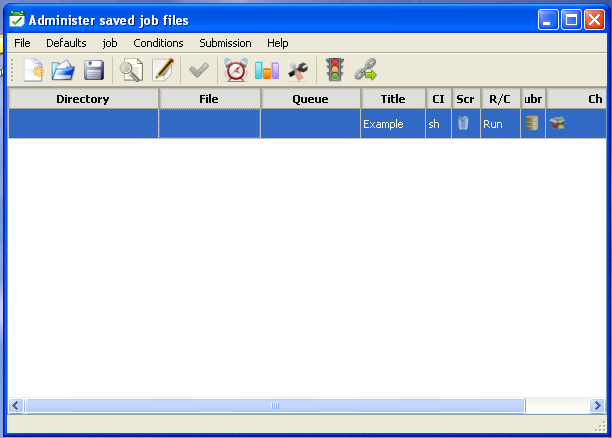 Administer saved job files
File Defaults job Conditions Submission Help
Directory File Queue Title CI Scr R/C ubr Ch
Example sh Run